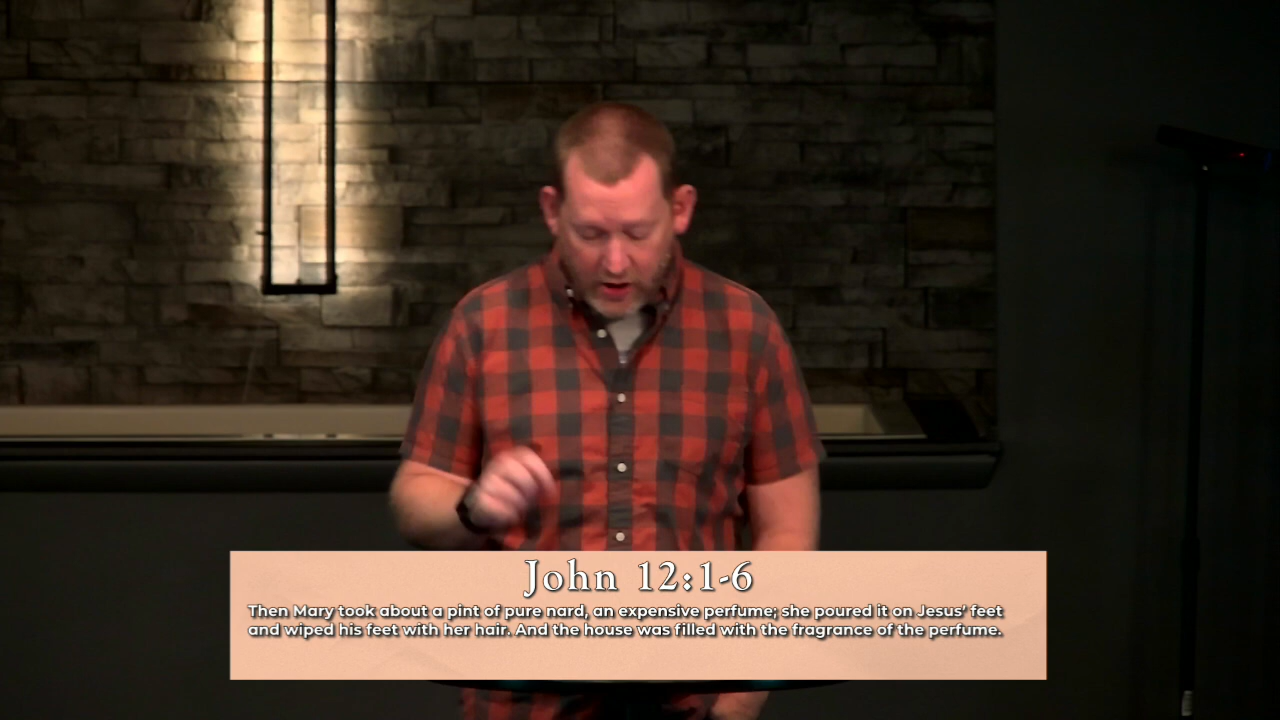 John 12:1-6
Then Mary took about a pint of pure nard, an expensive perfume; she poured it on Jesus' feet
and wiped his feet with her hair. And the house was filled with the fragrance of the perfume.